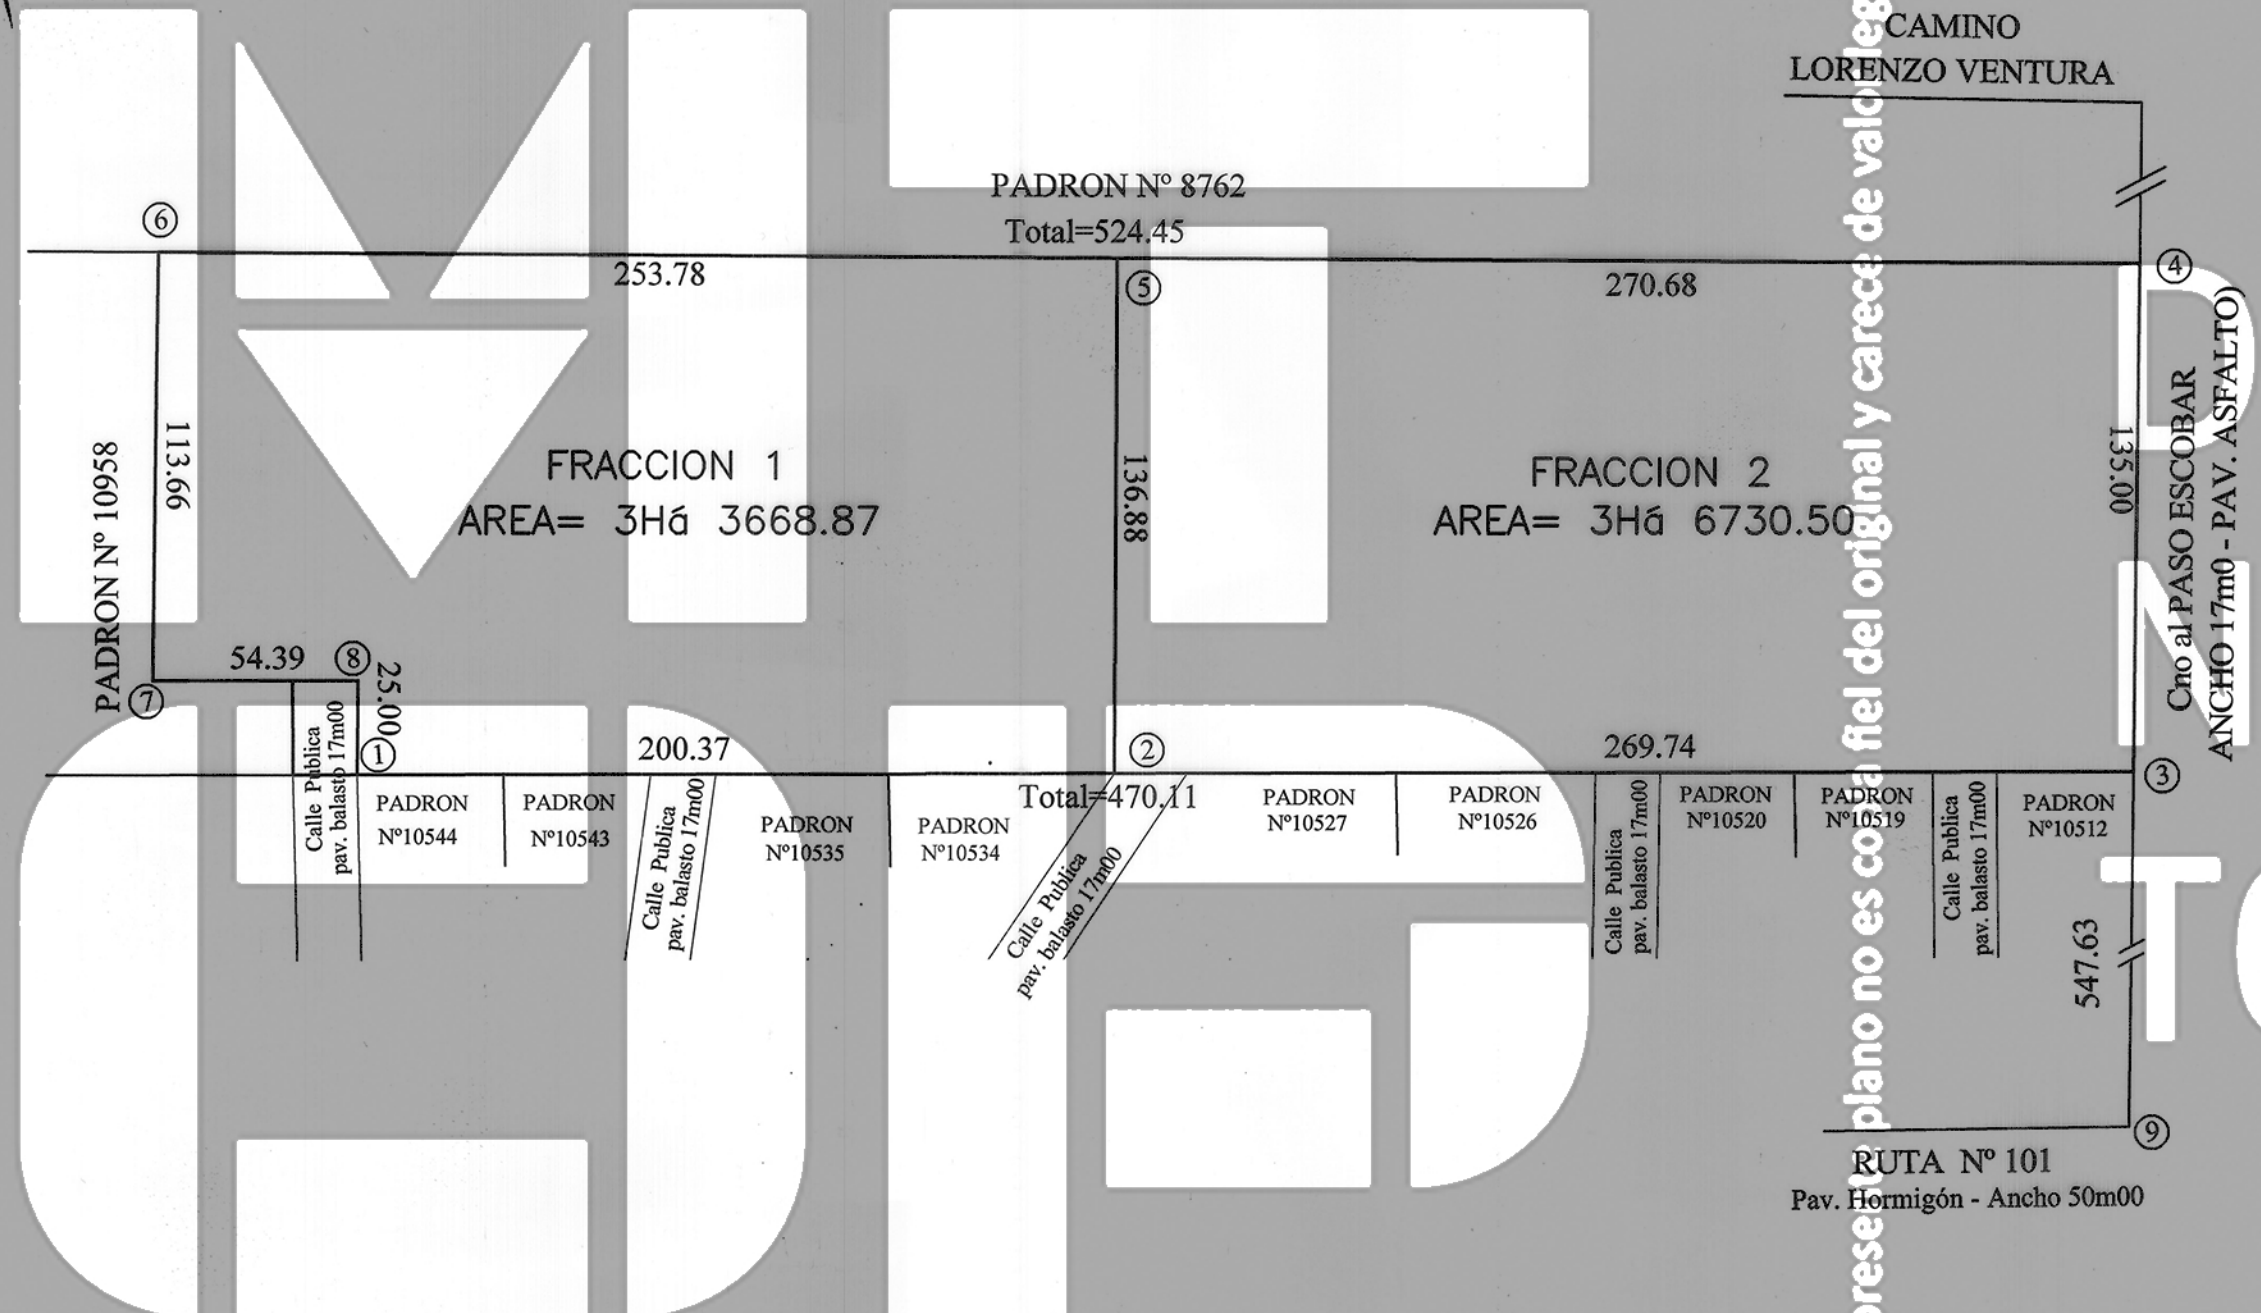 CAMINO
LORENZO VENTURA
PADRON Nº 8762
Total=524.45
6
253.78
5
270.68
4
PADRON Nº 10958
113.66
FRACCION 1
AREA= 3Há 3668.87
136.88
FRACCION 2
AREA= 3Há 6730.50
135.00
Cno al PASO ESCOBAR
ANCHO 17m0 - PAV. ASFALTO)
54.39
8
25.00
7
1
200.37
2
269.74
3
Total=470.11
Calle Publica
pav. balasto 17m00
PADRON
Nº10544
PADRON
Nº10543
Calle Publica
pav. balasto 17m00
PADRON
Nº10535
PADRON
Nº10534
Calle Publica
pav. balasto 17m00
PADRON
Nº10527
PADRON
Nº10526
Calle Publica
pav. balasto 17m00
PADRON
Nº10520
PADRON
Nº10519
Calle Publica
pav. balasto 17m00
PADRON
Nº10512
547.63
9
RUTA Nº 101
Pav. Hormigón - Ancho 50m00
plano no es copia fiel del original y carece de valor